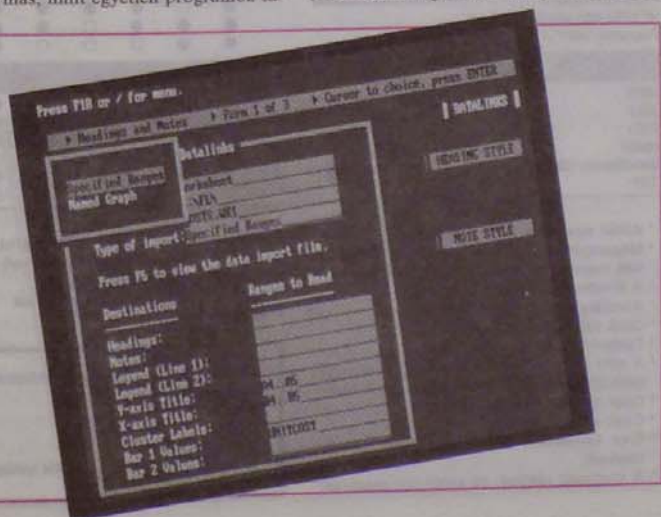 más, mint egyetlen
Press F10 or / for menu.
Headings and Notes Form 1 of 3 Cursor to choice, press ENTER
DATALINKS
Datalinks
HEADING STYLE
Specified Ranges
Named Graph
Specified Ranges
NOTE STYLE
Type of import:
Press F5 to view the data import file.
Destinations Ranges to Read
Headings:
Notes:
Legend (Line 1):
Legend (Line 2):
Y-axis Title:
X-axis Title:
Cluster Labels:
Bar 1 Values:
Bar 2 Values: